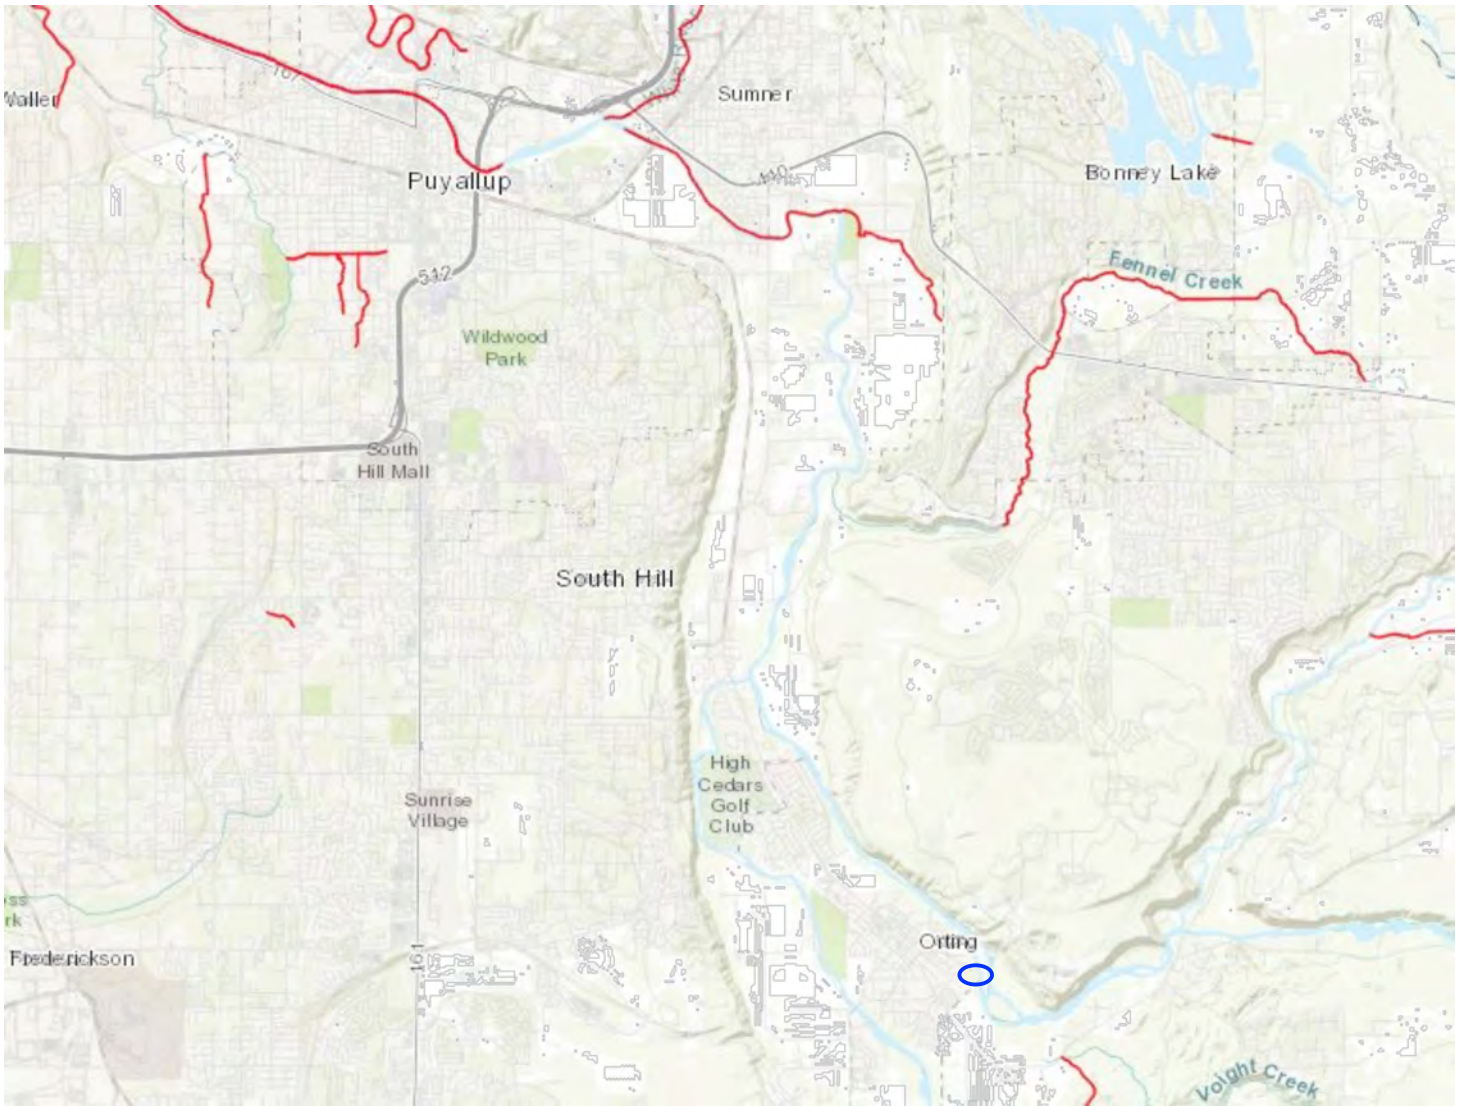 Waller
167
Sumner
Puyallup
410
Bonney Lake
Fennel Creek
512
Wildwood
Park
South
Hill Mall
South Hill
High
Cedars
Golf
Club
Sunrise
Village
Orting
Frederickson
161
Voight Creek